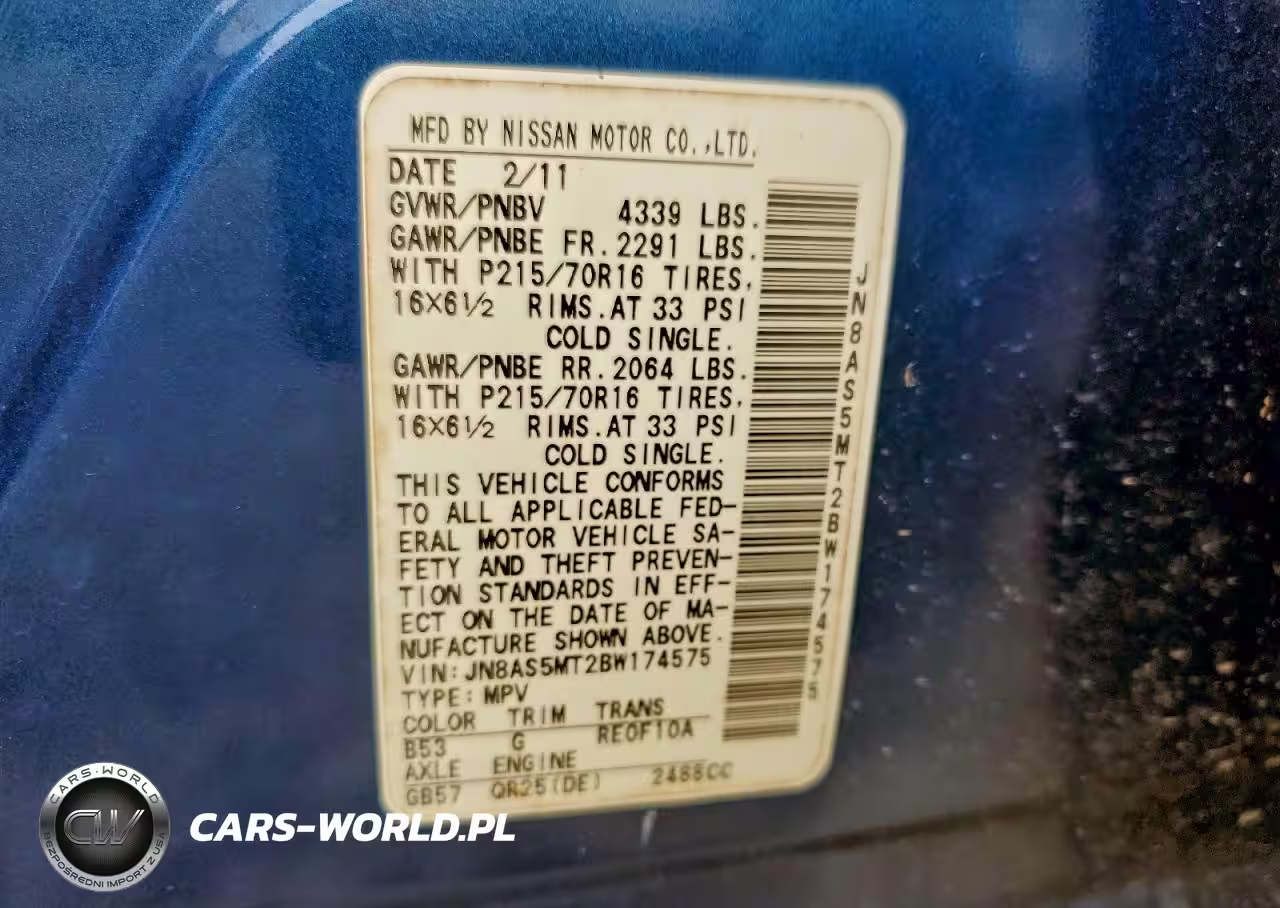 MFD BY NISSAN MOTOR CO.,LTD.
DATE 2/11
GVWR/PNBV 4339 LBS.
GAWR/PNBE FR.2291 LBS.
WITH P215/70R16 TIRES,
16×6½ RIMS.AT 33 PSI
COLD SINGLE.
GAWR/PNBE RR.2064 LBS.
WITH P215/70R16 TIRES,
16×6½ RIMS.AT 33 PSI
COLD SINGLE.
THIS VEHICLE CONFORMS
TO ALL APPLICABLE FED-
ERAL MOTOR VEHICLE SA-
FETY AND THEFT PREVEN-
TION STANDARDS IN EFF-
ECT ON THE DATE OF MA-
NUFACTURE SHOWN ABOVE.
VIN:JN8AS5MT2BW174575
TYPE:MPV
COLOR TRIM TRANS
B53 G RE0F10A
AXLE ENGINE
GB57 QR25(DE) 2488CC
JN8AS5MT2BW174575
CARS-WORLD
CW
BEZPOŚREDNI IMPORT Z USA
CARS-WORLD.PL